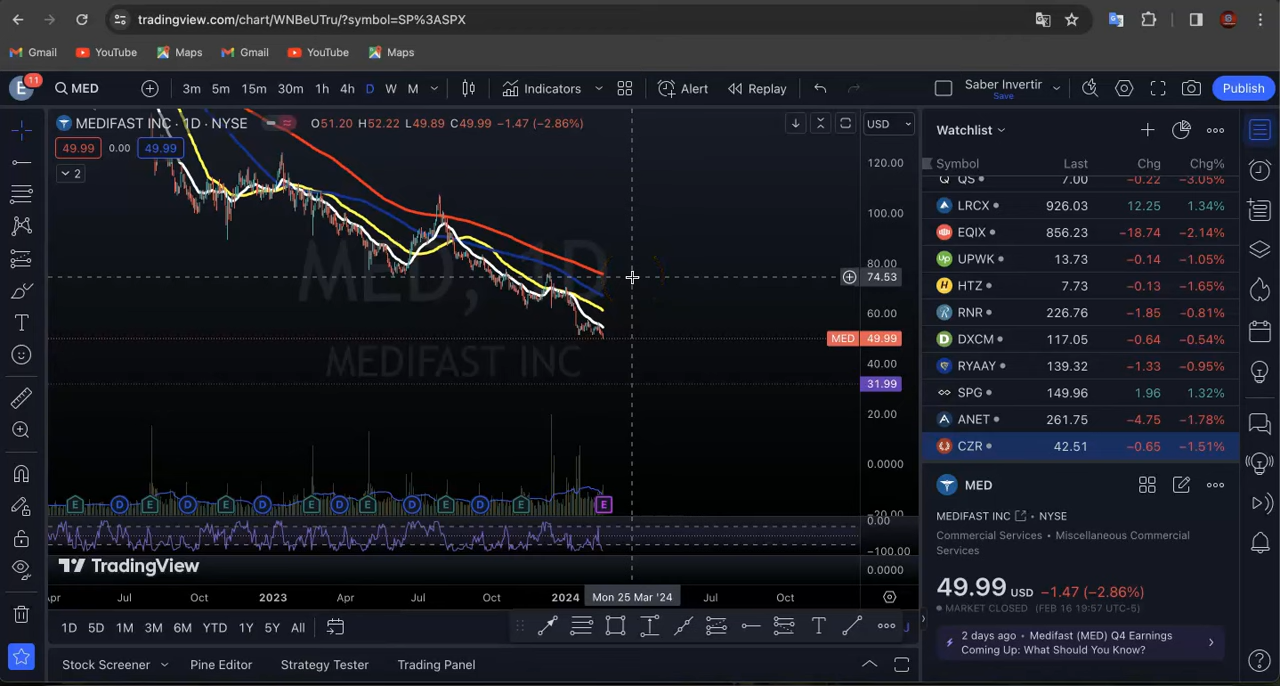 tradingview.com/chart/WNBeUTru/?symbol=SP%3ASPX
Gmail YouTube Maps Gmail YouTube Maps
E 11 MED 3m 5m 15m 30m 1h 4h D W M Indicators Alert Replay Saber Invertir Save Publish
MEDIFAST INC · 1D · NYSE O51.20 H52.22 L49.89 C49.99 −1.47 (−2.86%) USD
49.99 0.00 49.99
2
MED, 1D
MEDIFAST INC
120.00
100.00
80.00
74.53
60.00
MED 49.99
40.00
31.99
20.00
0.0000
−20.00
0.00
−100.00
0.0000
E D E D E D E E D E D E E
TradingView
Apr Jul Oct 2023 Apr Jul Oct 2024 Mon 25 Mar '24 Jul Oct
1D 5D 1M 3M 6M YTD 1Y 5Y All
Stock Screener Pine Editor Strategy Tester Trading Panel
Watchlist
Symbol Last Chg Chg%
QS 7.00 −0.22 −3.05%
LRCX 926.03 12.25 1.34%
EQIX 856.23 −18.74 −2.14%
UPWK 13.73 −0.14 −1.05%
HTZ 7.73 −0.13 −1.65%
RNR 226.76 −1.85 −0.81%
DXCM 117.05 −0.64 −0.54%
RYAAY 139.32 −1.33 −0.95%
SPG 149.96 1.96 1.32%
ANET 261.75 −4.75 −1.78%
CZR 42.51 −0.65 −1.51%
MED
MEDIFAST INC · NYSE
Commercial Services · Miscellaneous Commercial
Services
49.99 USD −1.47 (−2.86%)
MARKET CLOSED (FEB 16 19:57 UTC-5)
2 days ago · Medifast (MED) Q4 Earnings
Coming Up: What Should You Know?